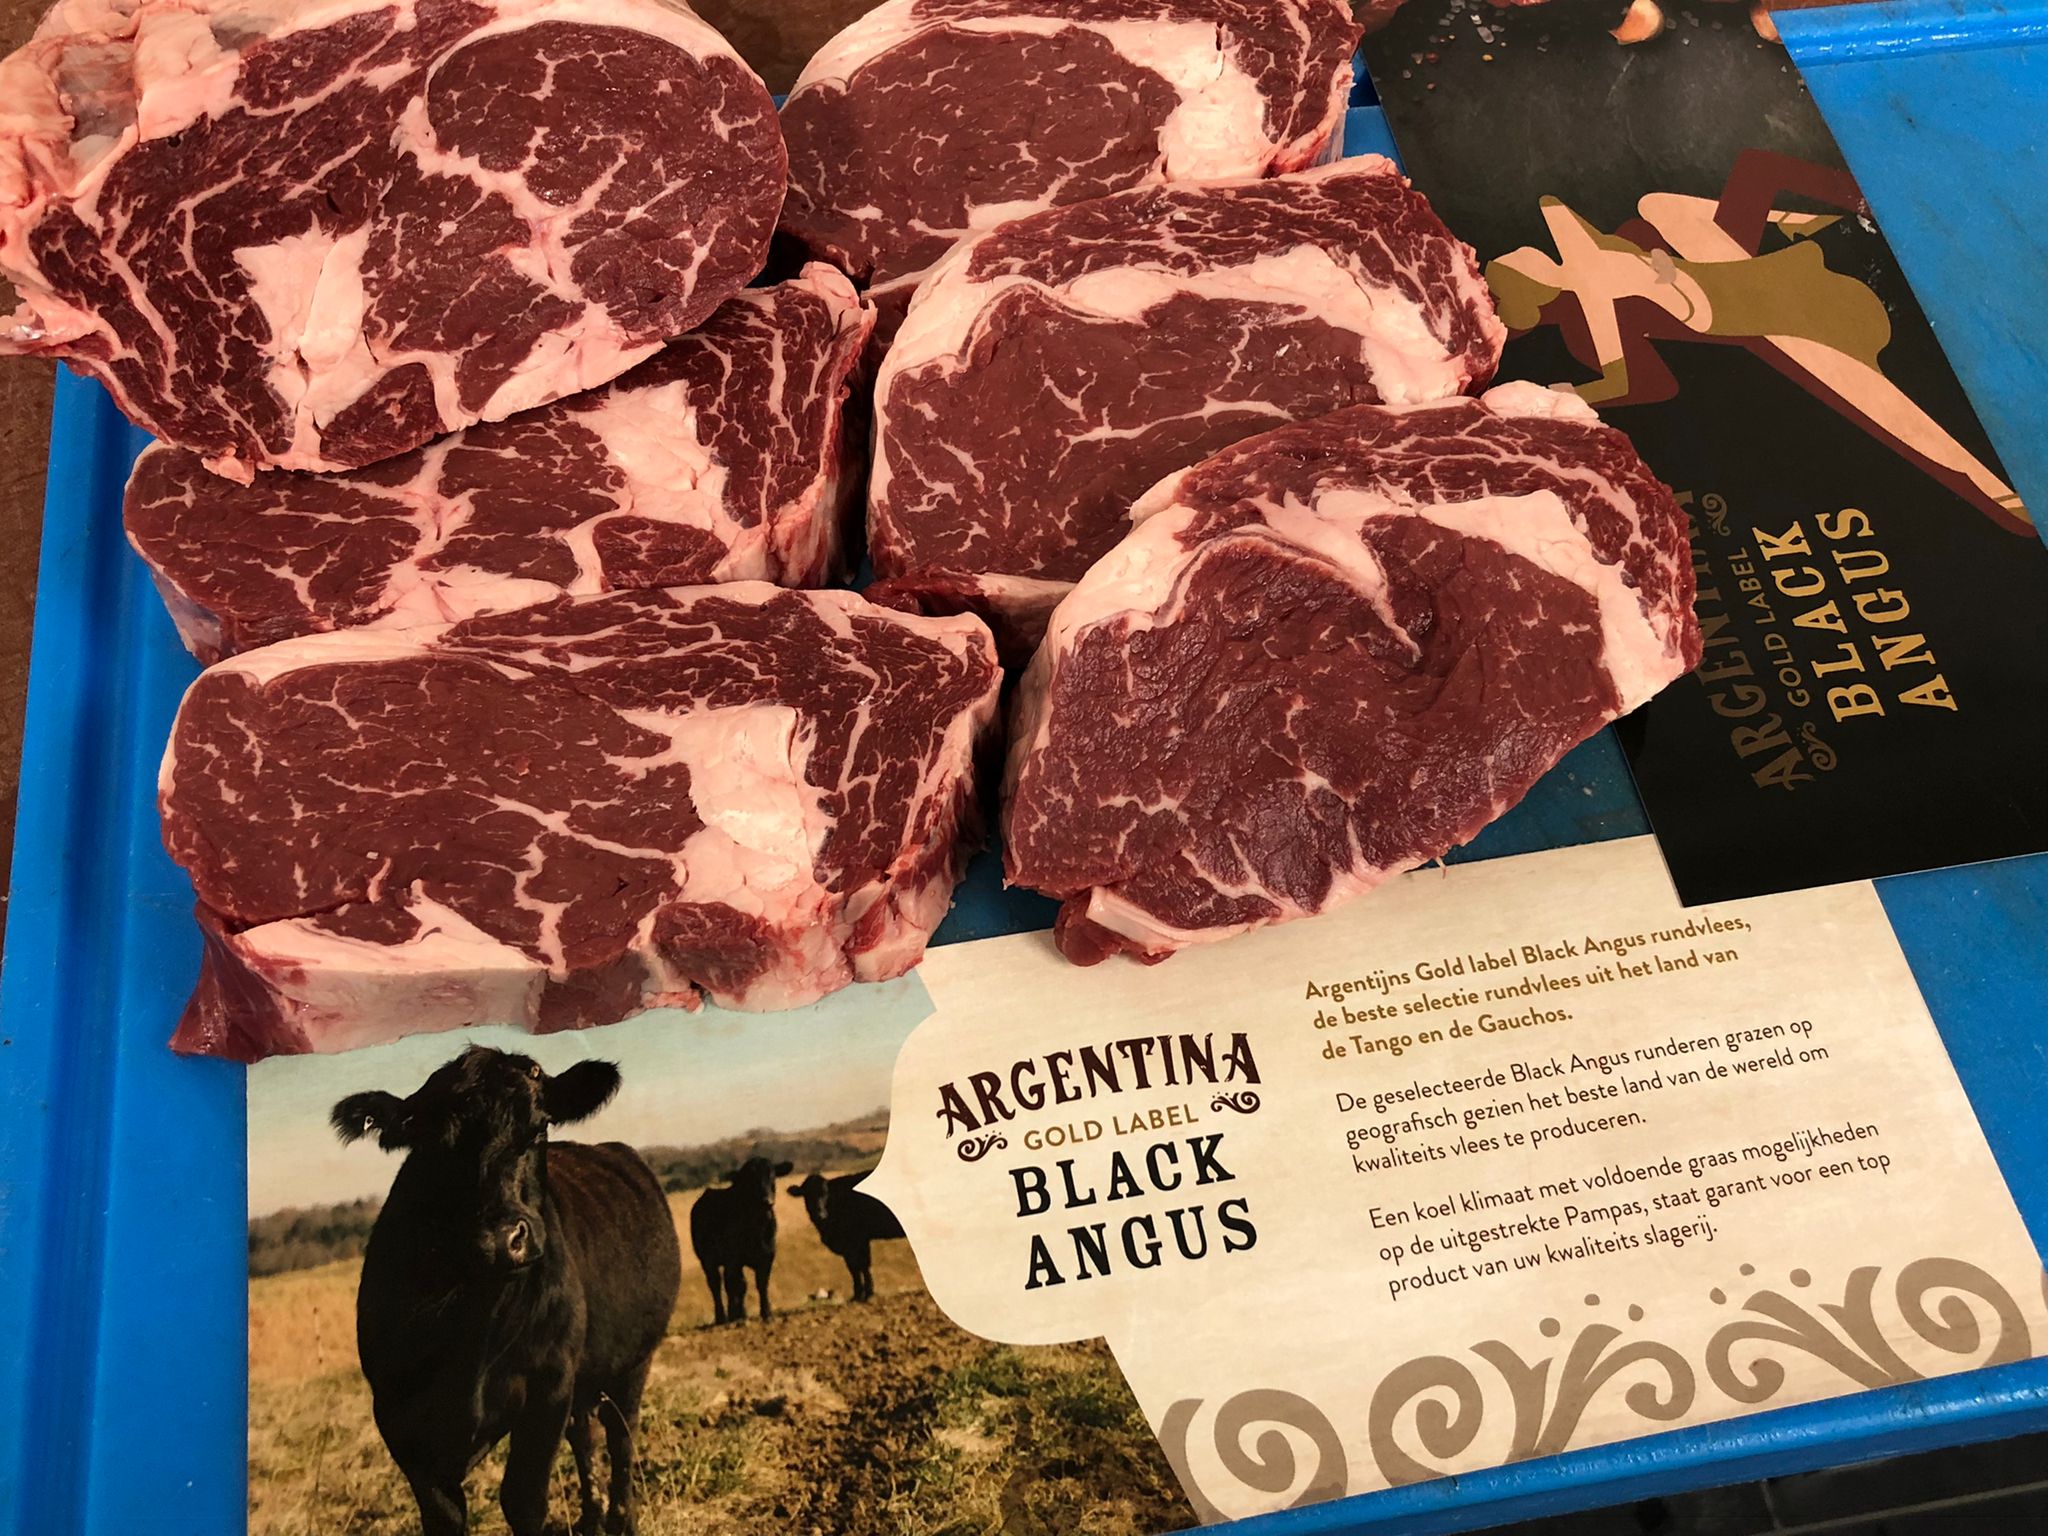 ARGENTINA
GOLD LABEL
BLACK
ANGUS
ARGENTINA
GOLD LABEL
BLACK
ANGUS
Argentijns Gold label Black Angus rundvlees,
de beste selectie rundvlees uit het land van
de Tango en de Gauchos.
De geselecteerde Black Angus runderen grazen op
geografisch gezien het beste land van de wereld om
kwaliteits vlees te produceren.
Een koel klimaat met voldoende graas mogelijkheden
op de uitgestrekte Pampas, staat garant voor een top
product van uw kwaliteits slagerij.